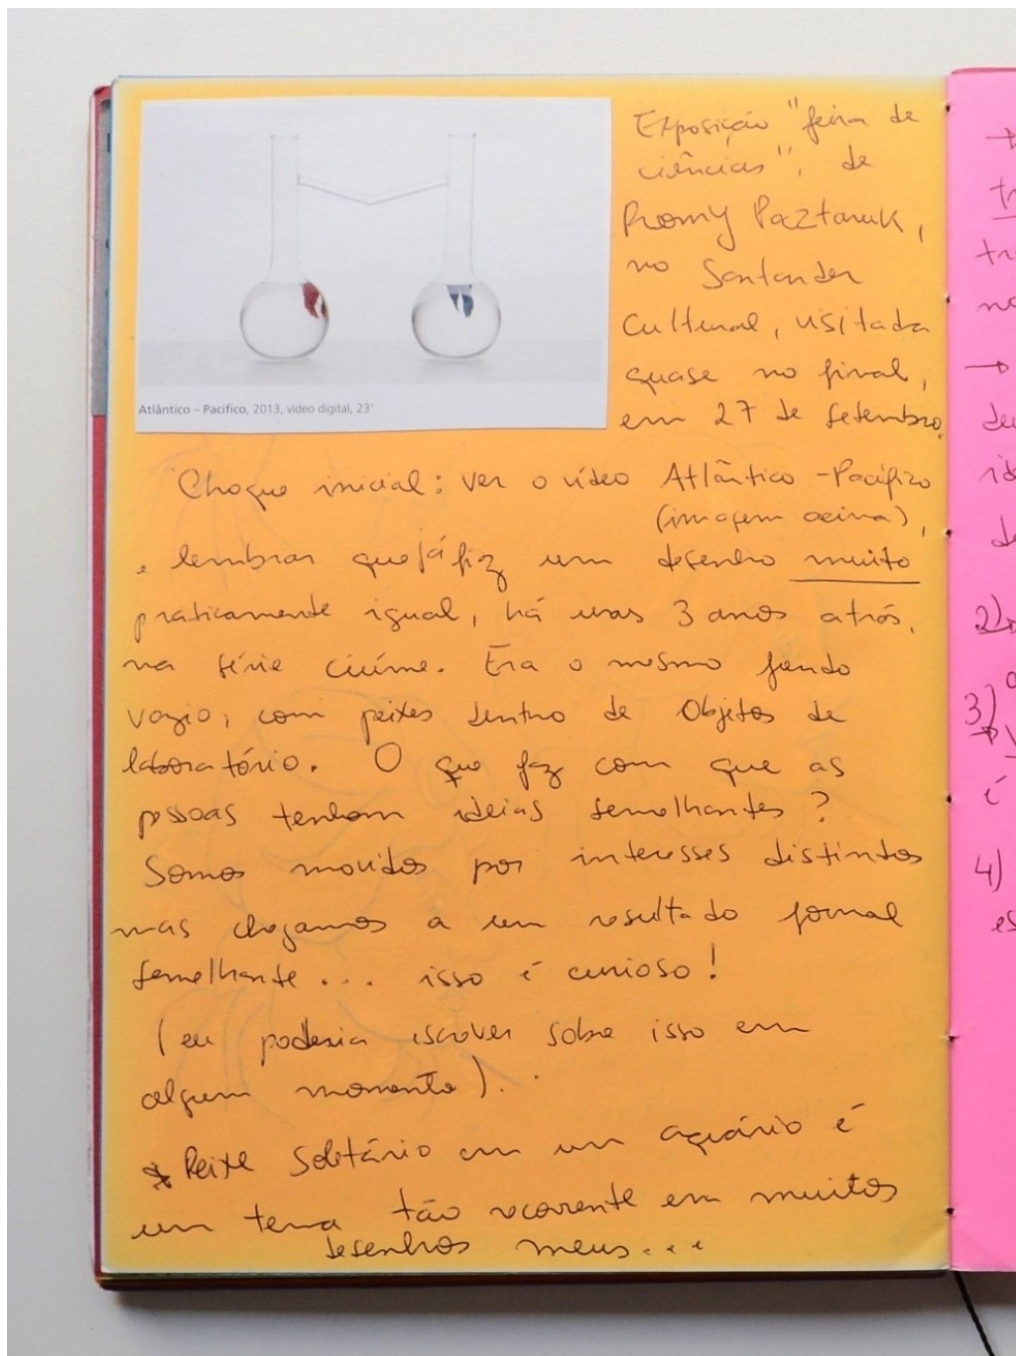 Exposição "feira de
ciências", de
Romy Poztaruk,
no Santander
Cultural, visitada
quase no final,
em 27 de setembro.
Atlântico – Pacífico, 2013, vídeo digital, 23'
Choque inicial: ver o vídeo Atlântico - Pacífico
(imagem acima),
e lembrar que já fiz um desenho muito
praticamente igual, há uns 3 anos atrás,
na série ciúme. Era o mesmo fundo
vazio, com peixes dentro de objetos de
laboratório. O que faz com que as
pessoas tenham ideias semelhantes?
Somos movidos por interesses distintos
mas chegamos a um resultado formal
semelhante... isso é curioso!
(eu poderia escrever sobre isso em
algum momento).
* Peixe solitário em um aquário é
um tema tão recorrente em muitos
desenhos meus...
2)
3)
é
4)
es